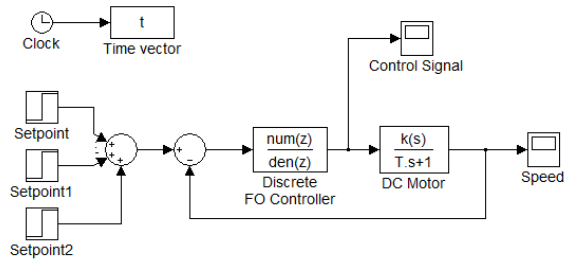 t
Clock
Time vector
Control Signal
Setpoint
+
+
+
Setpoint1
+
−
num(z)
den(z)
Discrete
FO Controller
k(s)
T.s+1
DC Motor
Speed
Setpoint2